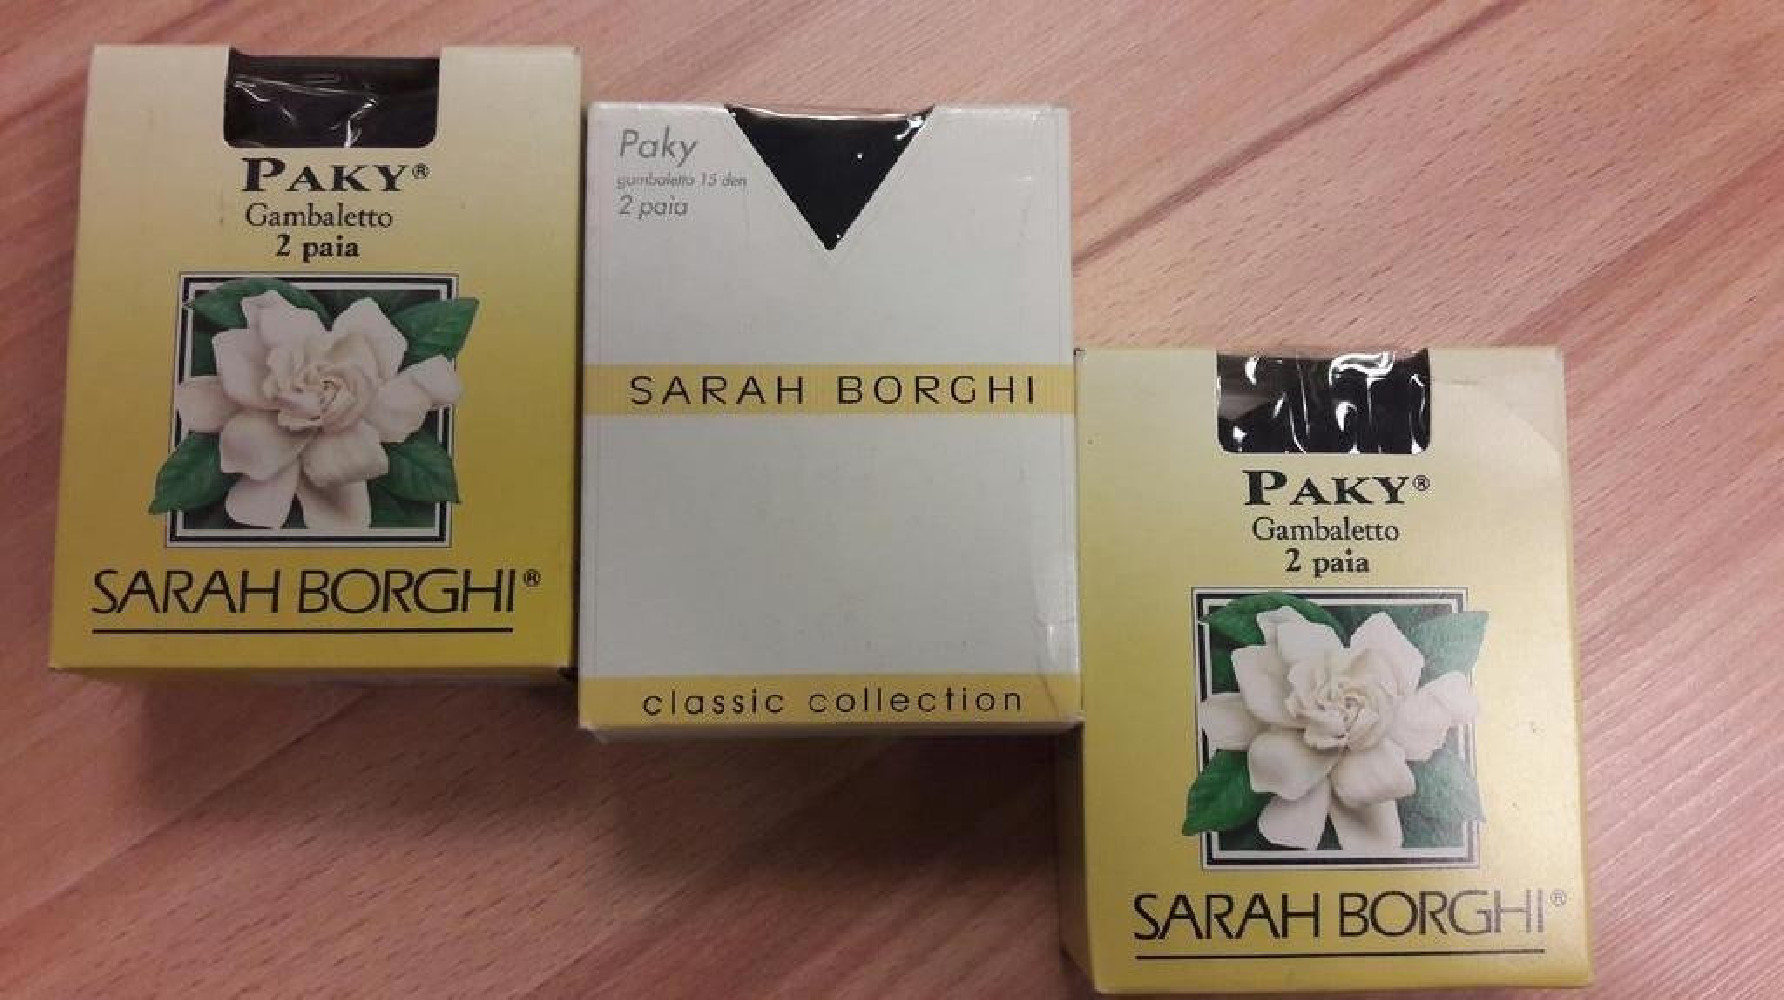 PAKY®
Gambaletto
2 paia
SARAH BORGHI®
Paky
gambaletto 15 den
2 paia
SARAH BORGHI
classic collection
PAKY®
Gambaletto
2 paia
SARAH BORGHI®